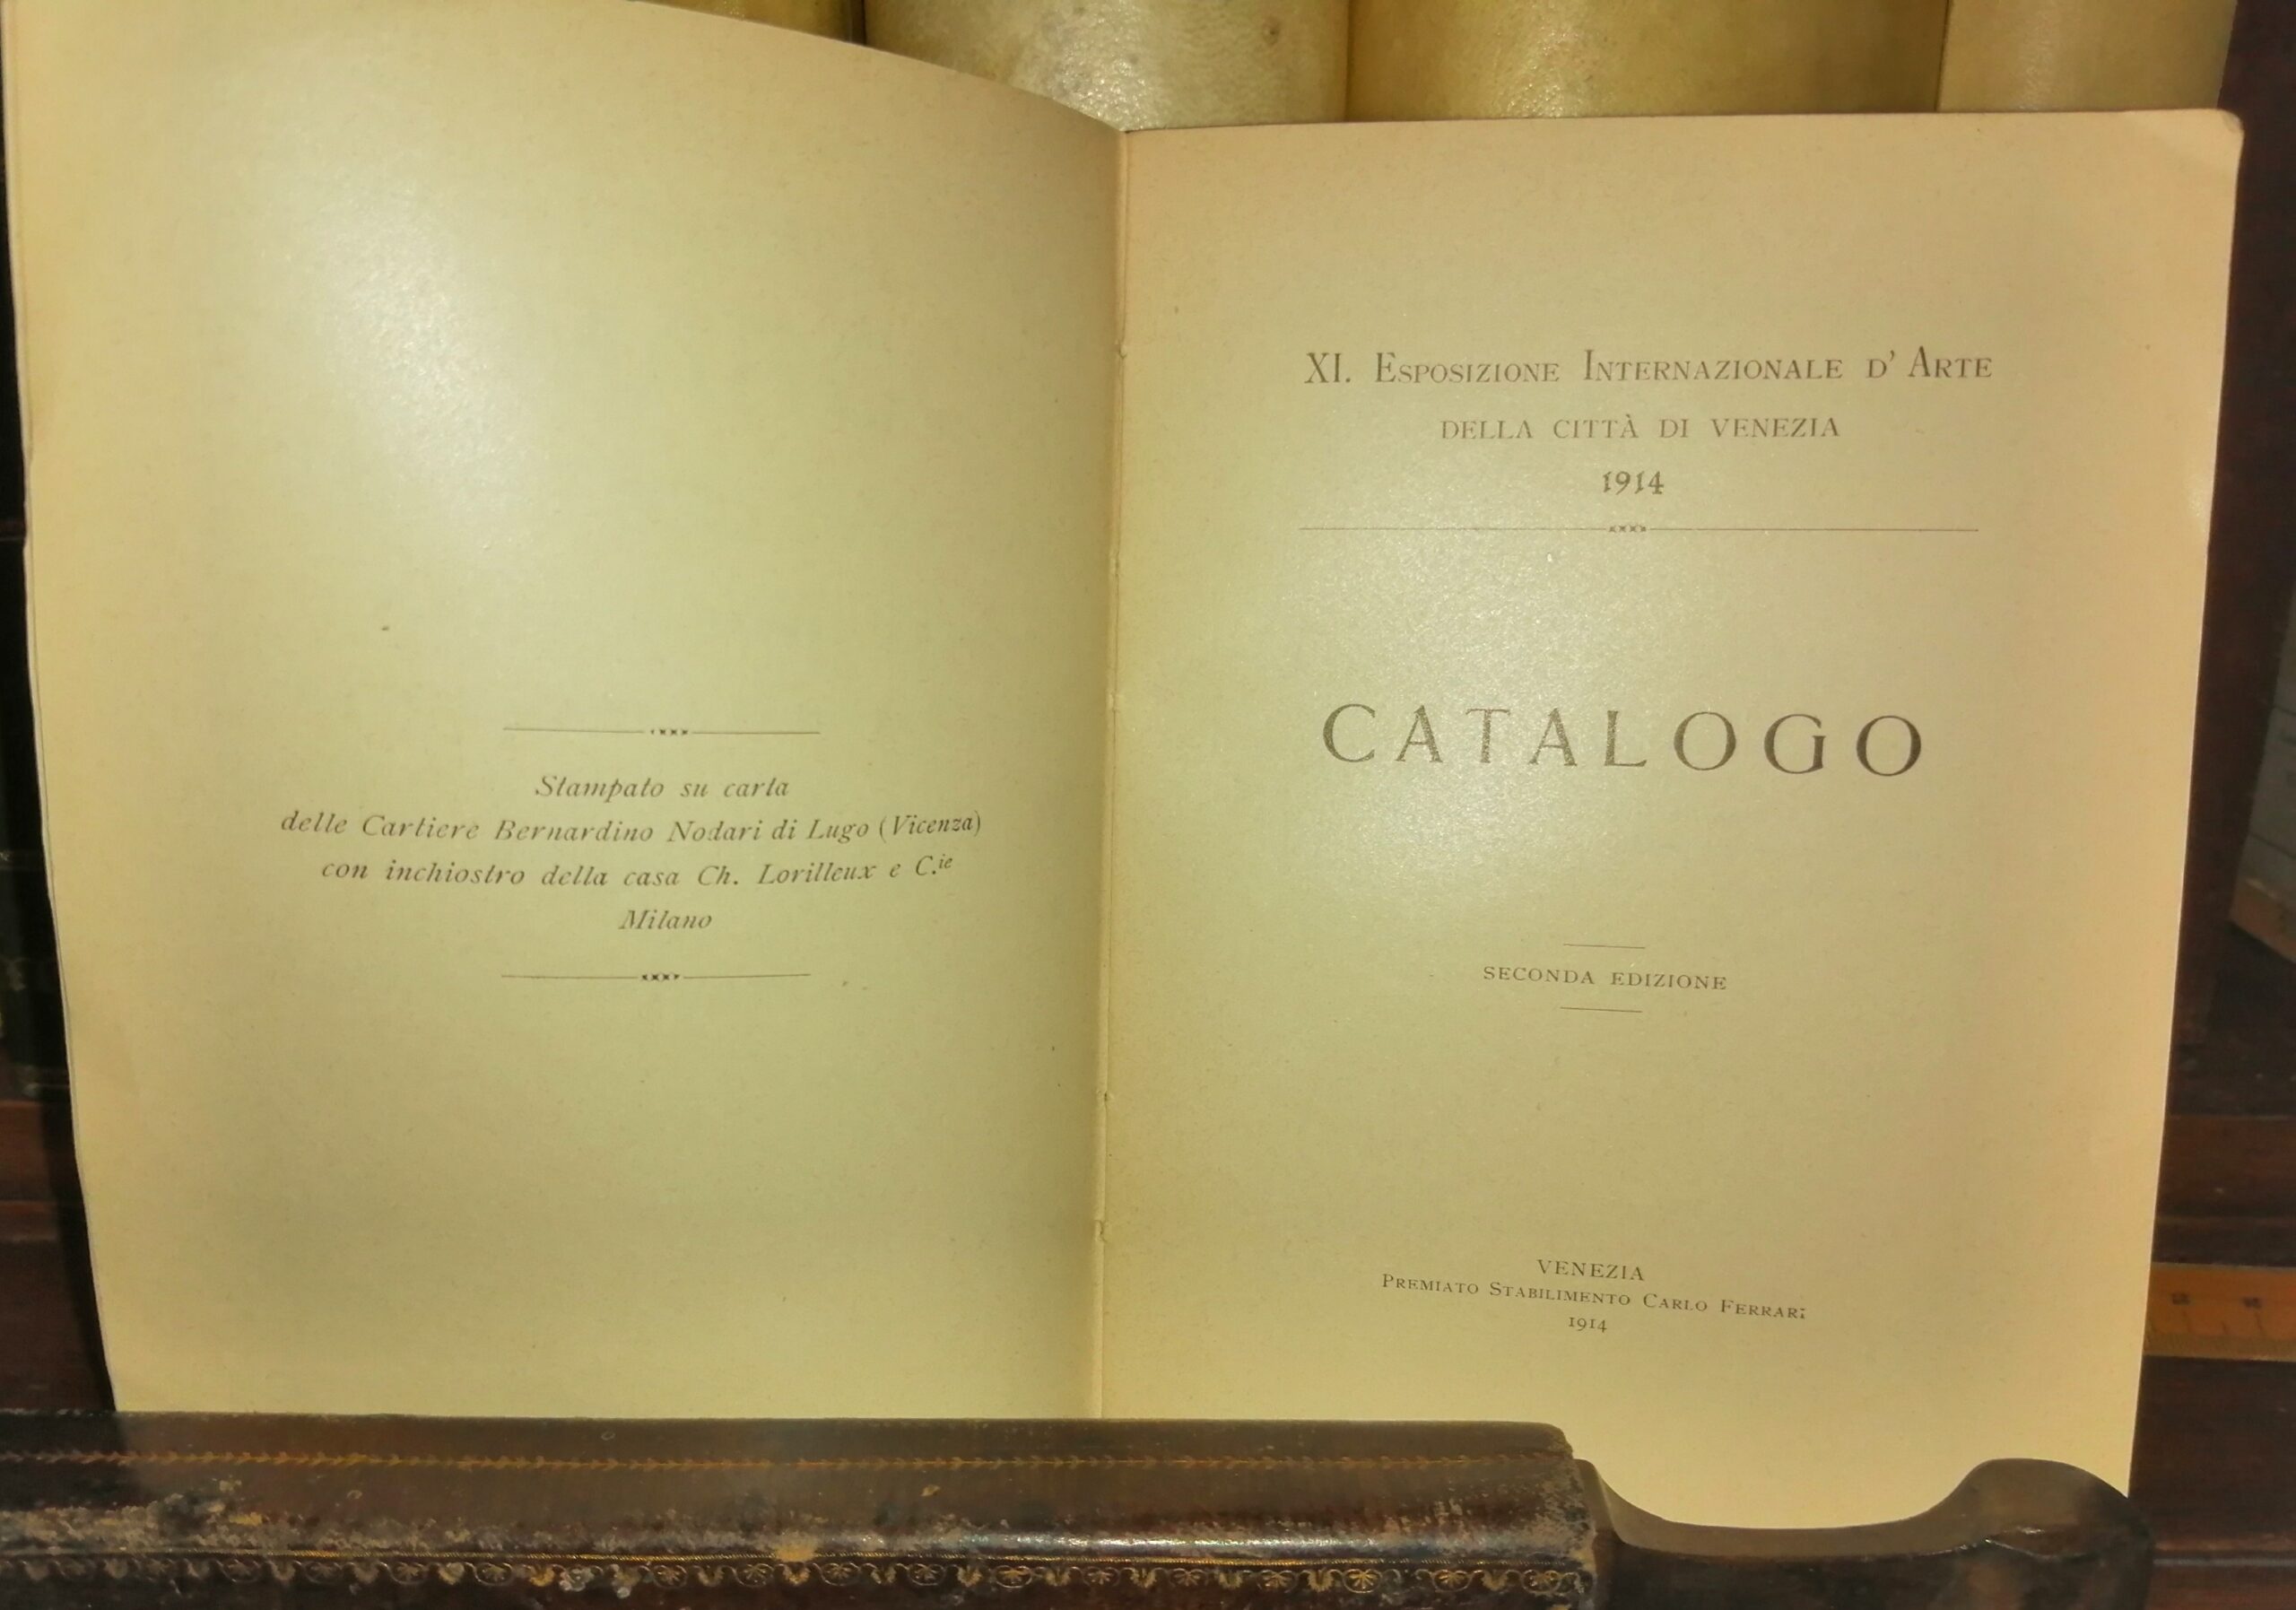 Stampato su carta
delle Cartiere Bernardino Nodari di Lugo (Vicenza)
con inchiostro della casa Ch. Lorilleux e C.ie
Milano
XI. Esposizione Internazionale d' Arte
DELLA CITTÀ DI VENEZIA
1914
CATALOGO
SECONDA EDIZIONE
VENEZIA
Premiato Stabilimento Carlo Ferrari
1914